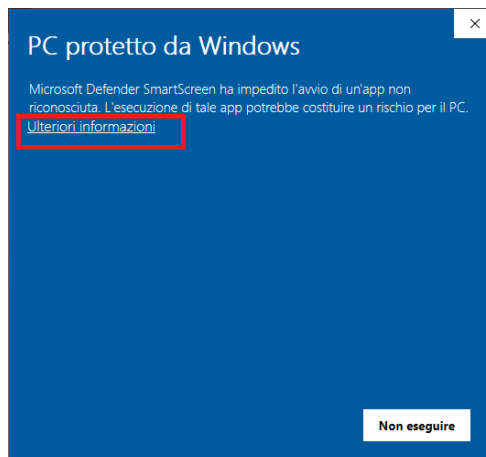 PC protetto da Windows
Microsoft Defender SmartScreen ha impedito l'avvio di un'app non
riconosciuta. L'esecuzione di tale app potrebbe costituire un rischio per il PC.
Ulteriori informazioni
Non eseguire